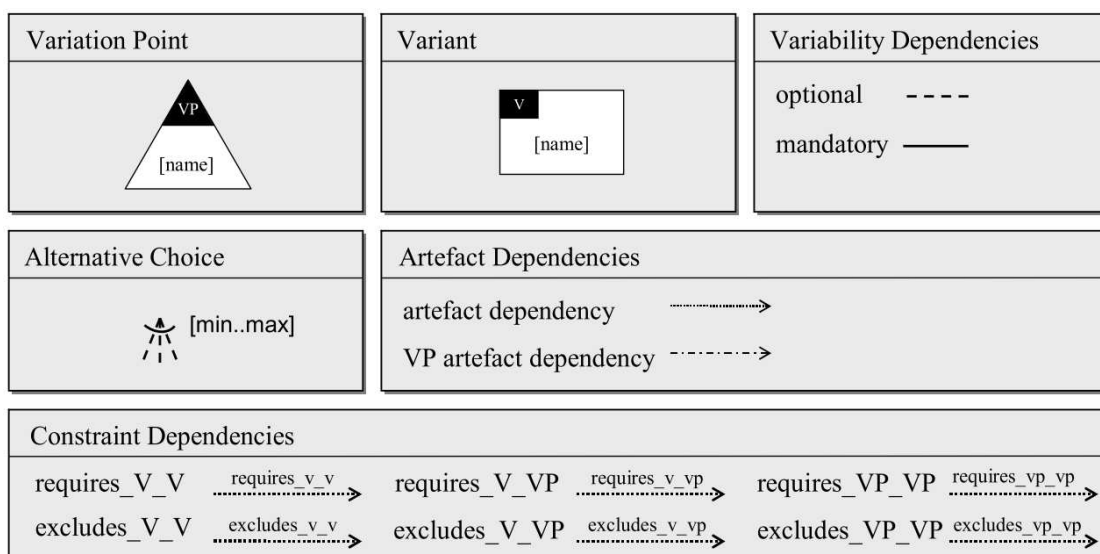 Variation Point
VP
[name]
Variant
V
[name]
Variability Dependencies
optional
mandatory
Alternative Choice
[min..max]
Artefact Dependencies
artefact dependency
VP artefact dependency
Constraint Dependencies
requires_V_V requires_v_v requires_V_VP requires_v_vp requires_VP_VP requires_vp_vp
excludes_V_V excludes_v_v excludes_V_VP excludes_v_vp excludes_VP_VP excludes_vp_vp